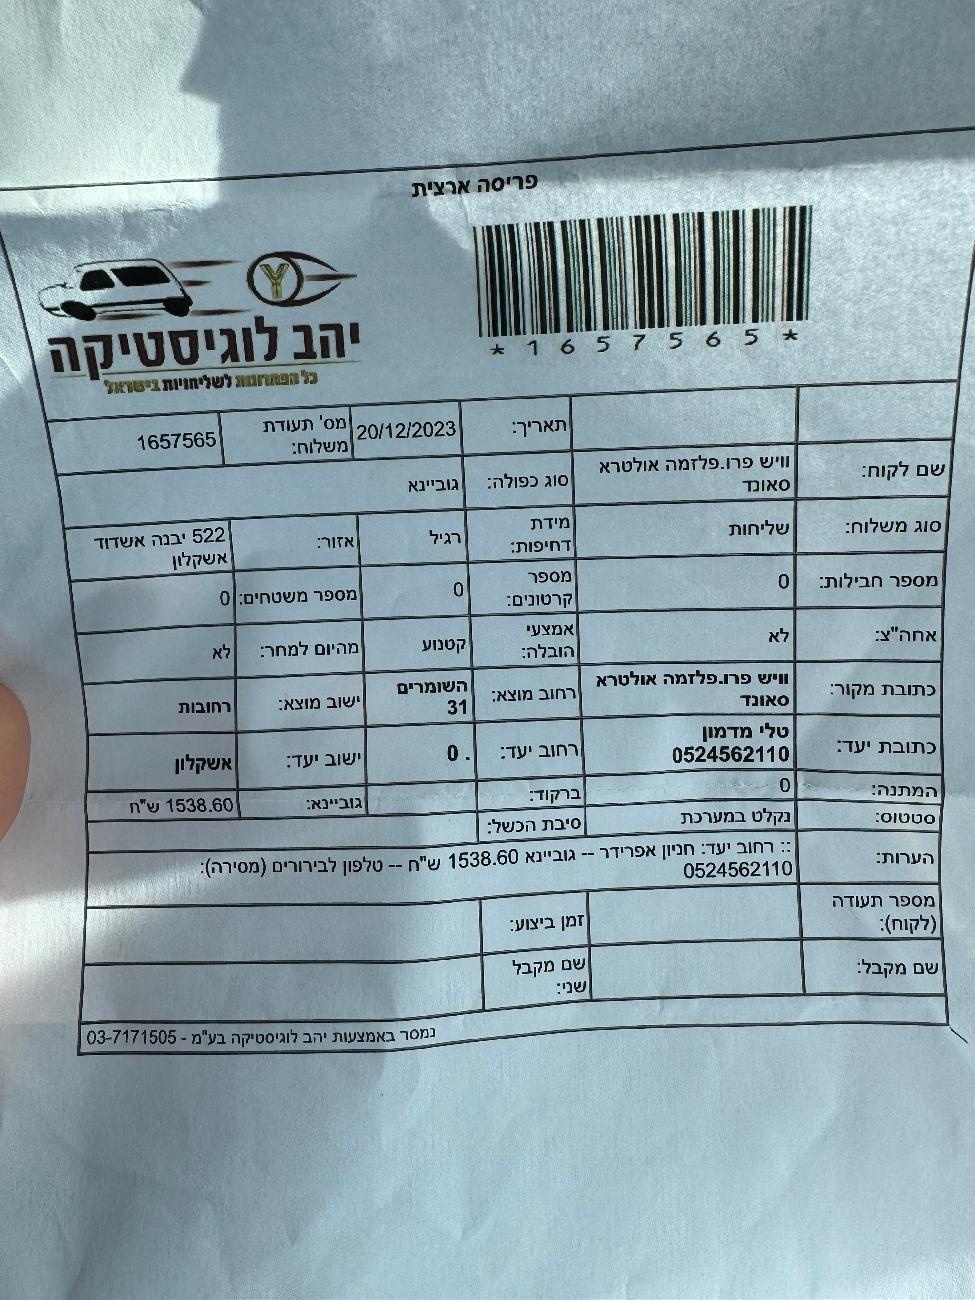 פריסה ארצית
*1657565*
יהב לוגיסטיקה
כל הפתרונות לשליחויות בישראל
תאריך: 20/12/2023 מס' תעודת משלוח: 1657565
שם לקוח: וויש פרו.פלזמה אולטרא סאונד סוג כפולה: גוביינא
סוג משלוח: שליחות מידת דחיפות: רגיל אזור: 522 יבנה אשדוד אשקלון
מספר חבילות: 0 מספר קרטונים: 0 מספר משטחים: 0
אחה"צ: לא אמצעי הובלה: קטנוע מהיום למחר: לא
כתובת מקור: וויש פרו.פלזמה אולטרא סאונד רחוב מוצא: השומרים 31 ישוב מוצא: רחובות
כתובת יעד: טלי מדמון 0524562110 רחוב יעד: . 0 ישוב יעד: אשקלון
המתנה: 0 ברקוד: גוביינא: 1538.60 ש"ח
סטטוס: נקלט במערכת סיבת הכשל:
הערות: :: רחוב יעד: חניון אפרידר -- גוביינא 1538.60 ש"ח -- טלפון לבירורים (מסירה):
0524562110
מספר תעודה (לקוח): זמן ביצוע:
שם מקבל: שם מקבל שני:
נמסר באמצעות יהב לוגיסטיקה בע"מ - 03-7171505